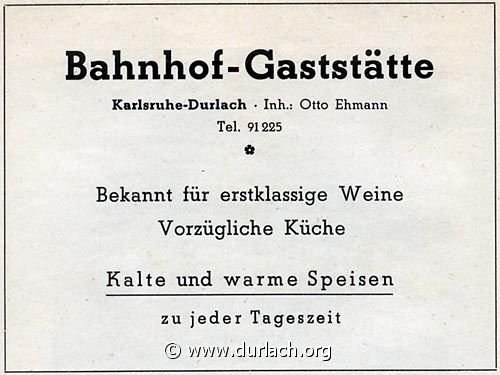 Bahnhof-Gaststätte
Karlsruhe-Durlach · Inh.: Otto Ehmann
Tel. 91225
Bekannt für erstklassige Weine
Vorzügliche Küche
Kalte und warme Speisen
zu jeder Tageszeit
© www.durlach.org